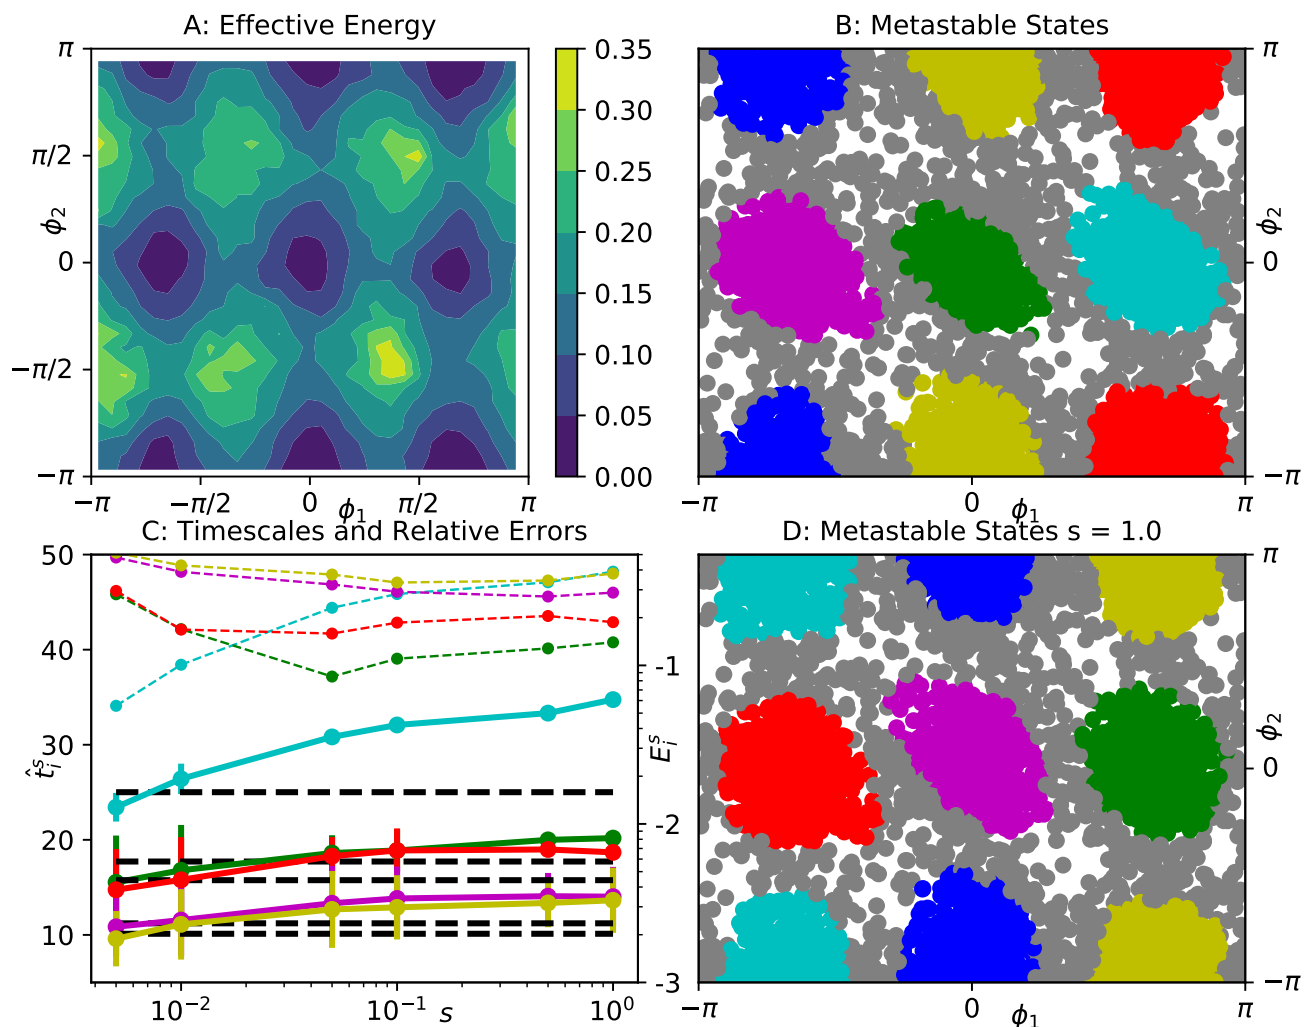 A: Effective Energy
π
π/2
0
−π/2
−π
ϕ₂
−π
−π/2
0
π/2
π
ϕ₁
0.35
0.30
0.25
0.20
0.15
0.10
0.05
0.00
B: Metastable States
π
0
−π
ϕ₂
−π
0
π
ϕ₁
C: Timescales and Relative Errors
50
40
30
20
10
t̂ᵢˢ
10⁻²
10⁻¹
10⁰
s
-1
-2
-3
Eᵢˢ
D: Metastable States s = 1.0
π
0
−π
ϕ₂
−π
0
π
ϕ₁